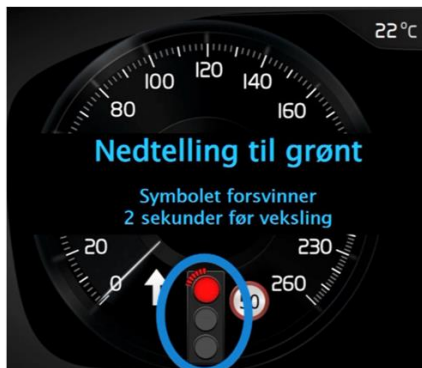 22°C
100
120
140
80
160
Nedtelling til grønt
Symbolet forsvinner
2 sekunder før veksling
20
230
0
50
260